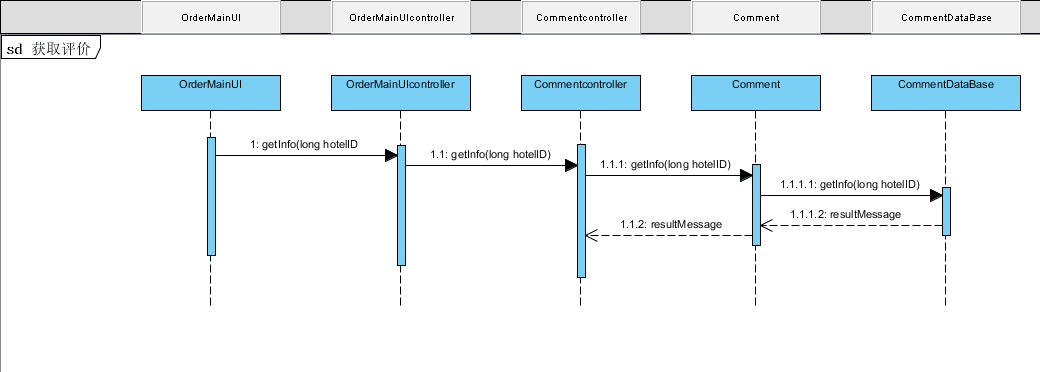 OrderMainUI OrderMainUIcontroller Commentcontroller Comment CommentDataBase
sd 获取评价
OrderMainUI OrderMainUIcontroller Commentcontroller Comment CommentDataBase
1: getInfo(long hotelID
1.1: getInfo(long hotelID)
1.1.1: getInfo(long hotelID)
1.1.1.1: getInfo(long hotelID)
1.1.1.2: resultMessage
1.1.2: resultMessage